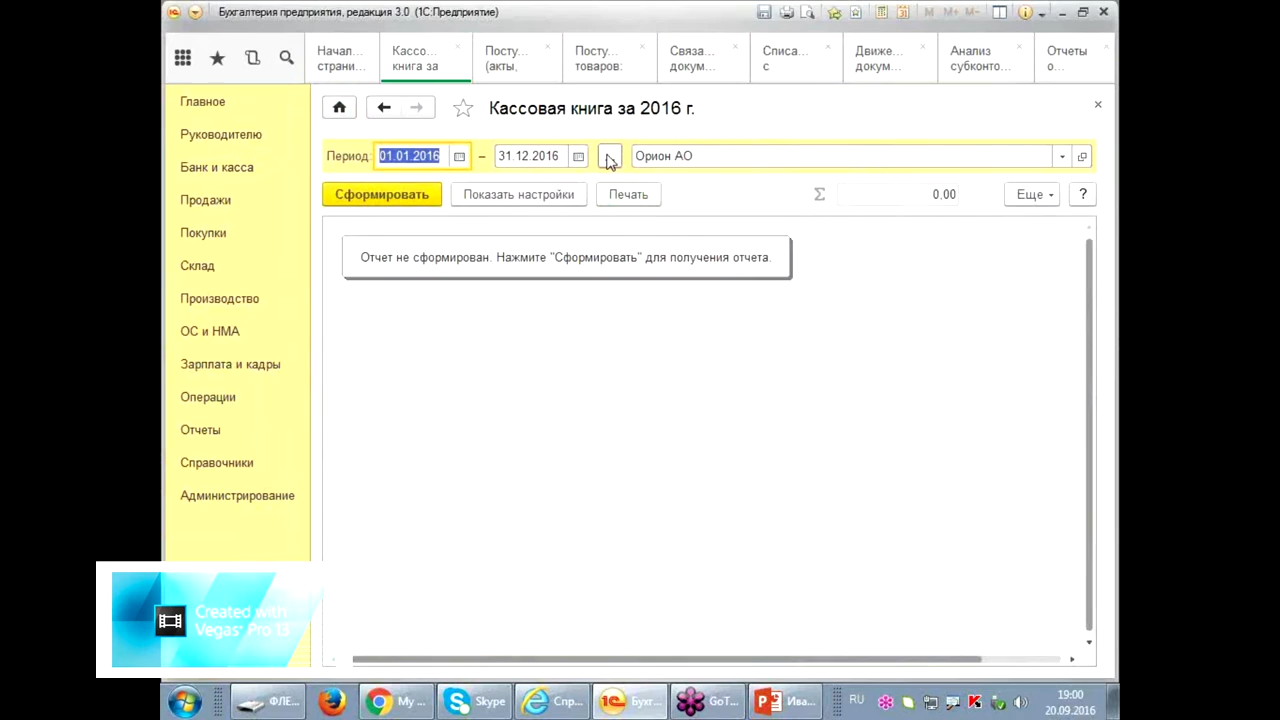 Бухгалтерия предприятия, редакция 3.0 (1С:Предприятие)
M M+ M−
Начал... страни...
Кассо... книга за
Посту... (акты,
Посту... товаров:
Связа... докум...
Списа... с
Движе... докум...
Анализ субконто...
Отчеты о...
Главное
Руководителю
Банк и касса
Продажи
Покупки
Склад
Производство
ОС и НМА
Зарплата и кадры
Операции
Отчеты
Справочники
Администрирование
Кассовая книга за 2016 г.
Период: 01.01.2016 – 31.12.2016 ... Орион АО
Сформировать Показать настройки Печать Σ 0,00 Еще ?
Отчет не сформирован. Нажмите "Сформировать" для получения отчета.
Created with
Vegas Pro 13
ФЛЕ... My ... Skype Спр... Бухг... GoT... Ива... RU
19:00
20.09.2016